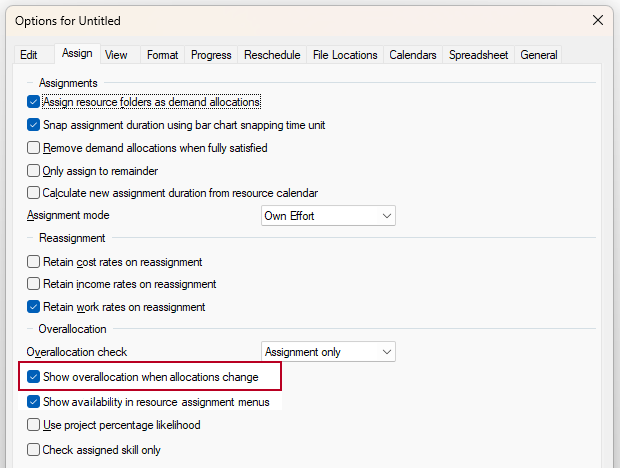 Options for Untitled
Edit Assign View Format Progress Reschedule File Locations Calendars Spreadsheet General
Assignments
Assign resource folders as demand allocations
Snap assignment duration using bar chart snapping time unit
Remove demand allocations when fully satisfied
Only assign to remainder
Calculate new assignment duration from resource calendar
Assignment mode Own Effort
Reassignment
Retain cost rates on reassignment
Retain income rates on reassignment
Retain work rates on reassignment
Overallocation
Overallocation check Assignment only
Show overallocation when allocations change
Show availability in resource assignment menus
Use project percentage likelihood
Check assigned skill only